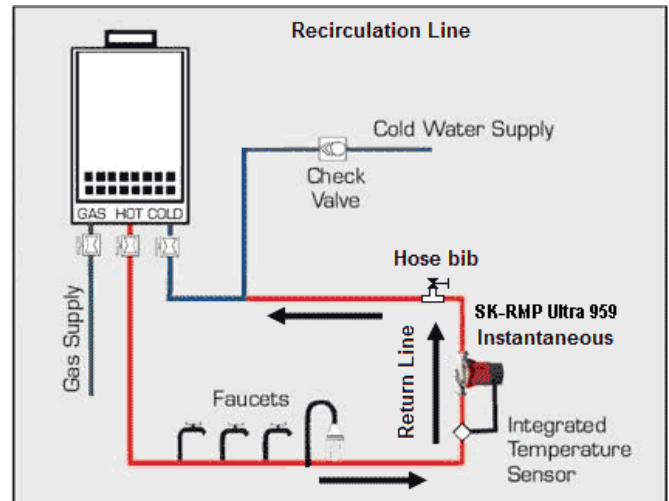 Recirculation Line
Cold Water Supply
Check
Valve
GAS HOT COLD
Hose bib
SK-RMP Ultra 959
Instantaneous
Gas Supply
Return Line
Faucets
Integrated
Temperature
Sensor